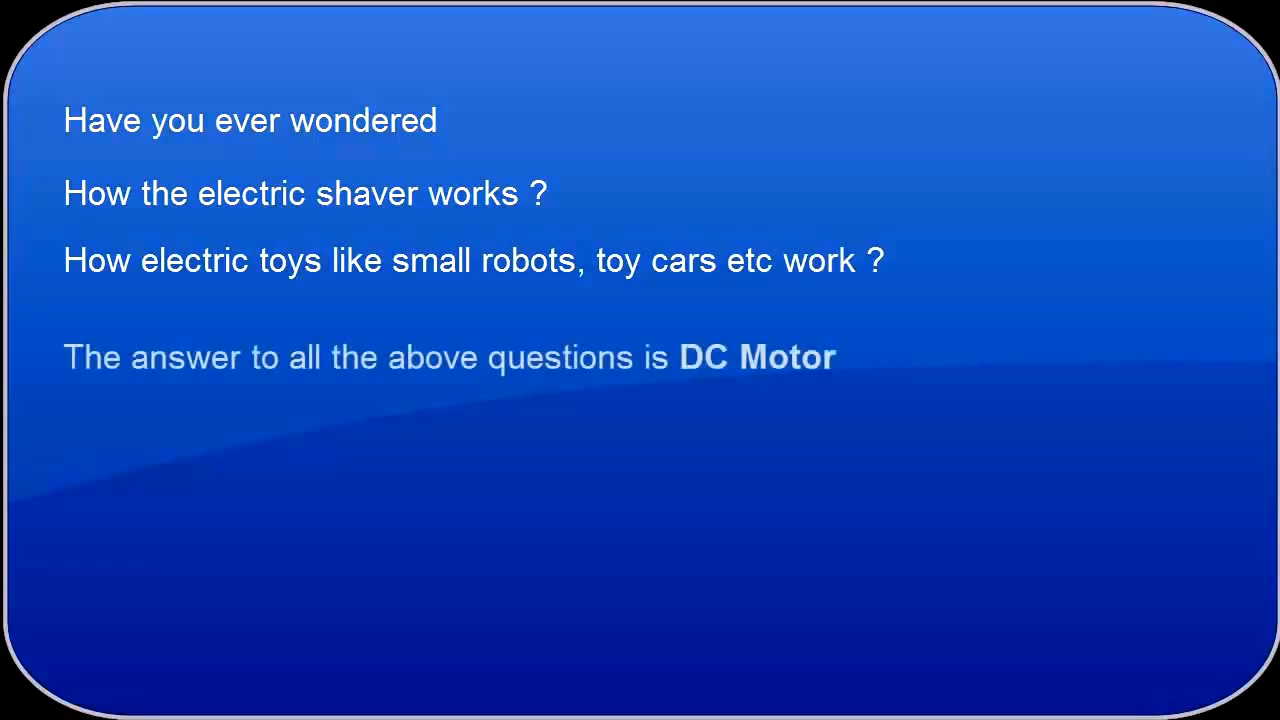 Have you ever wondered
How the electric shaver works ?
How electric toys like small robots, toy cars etc work ?
The answer to all the above questions is DC Motor